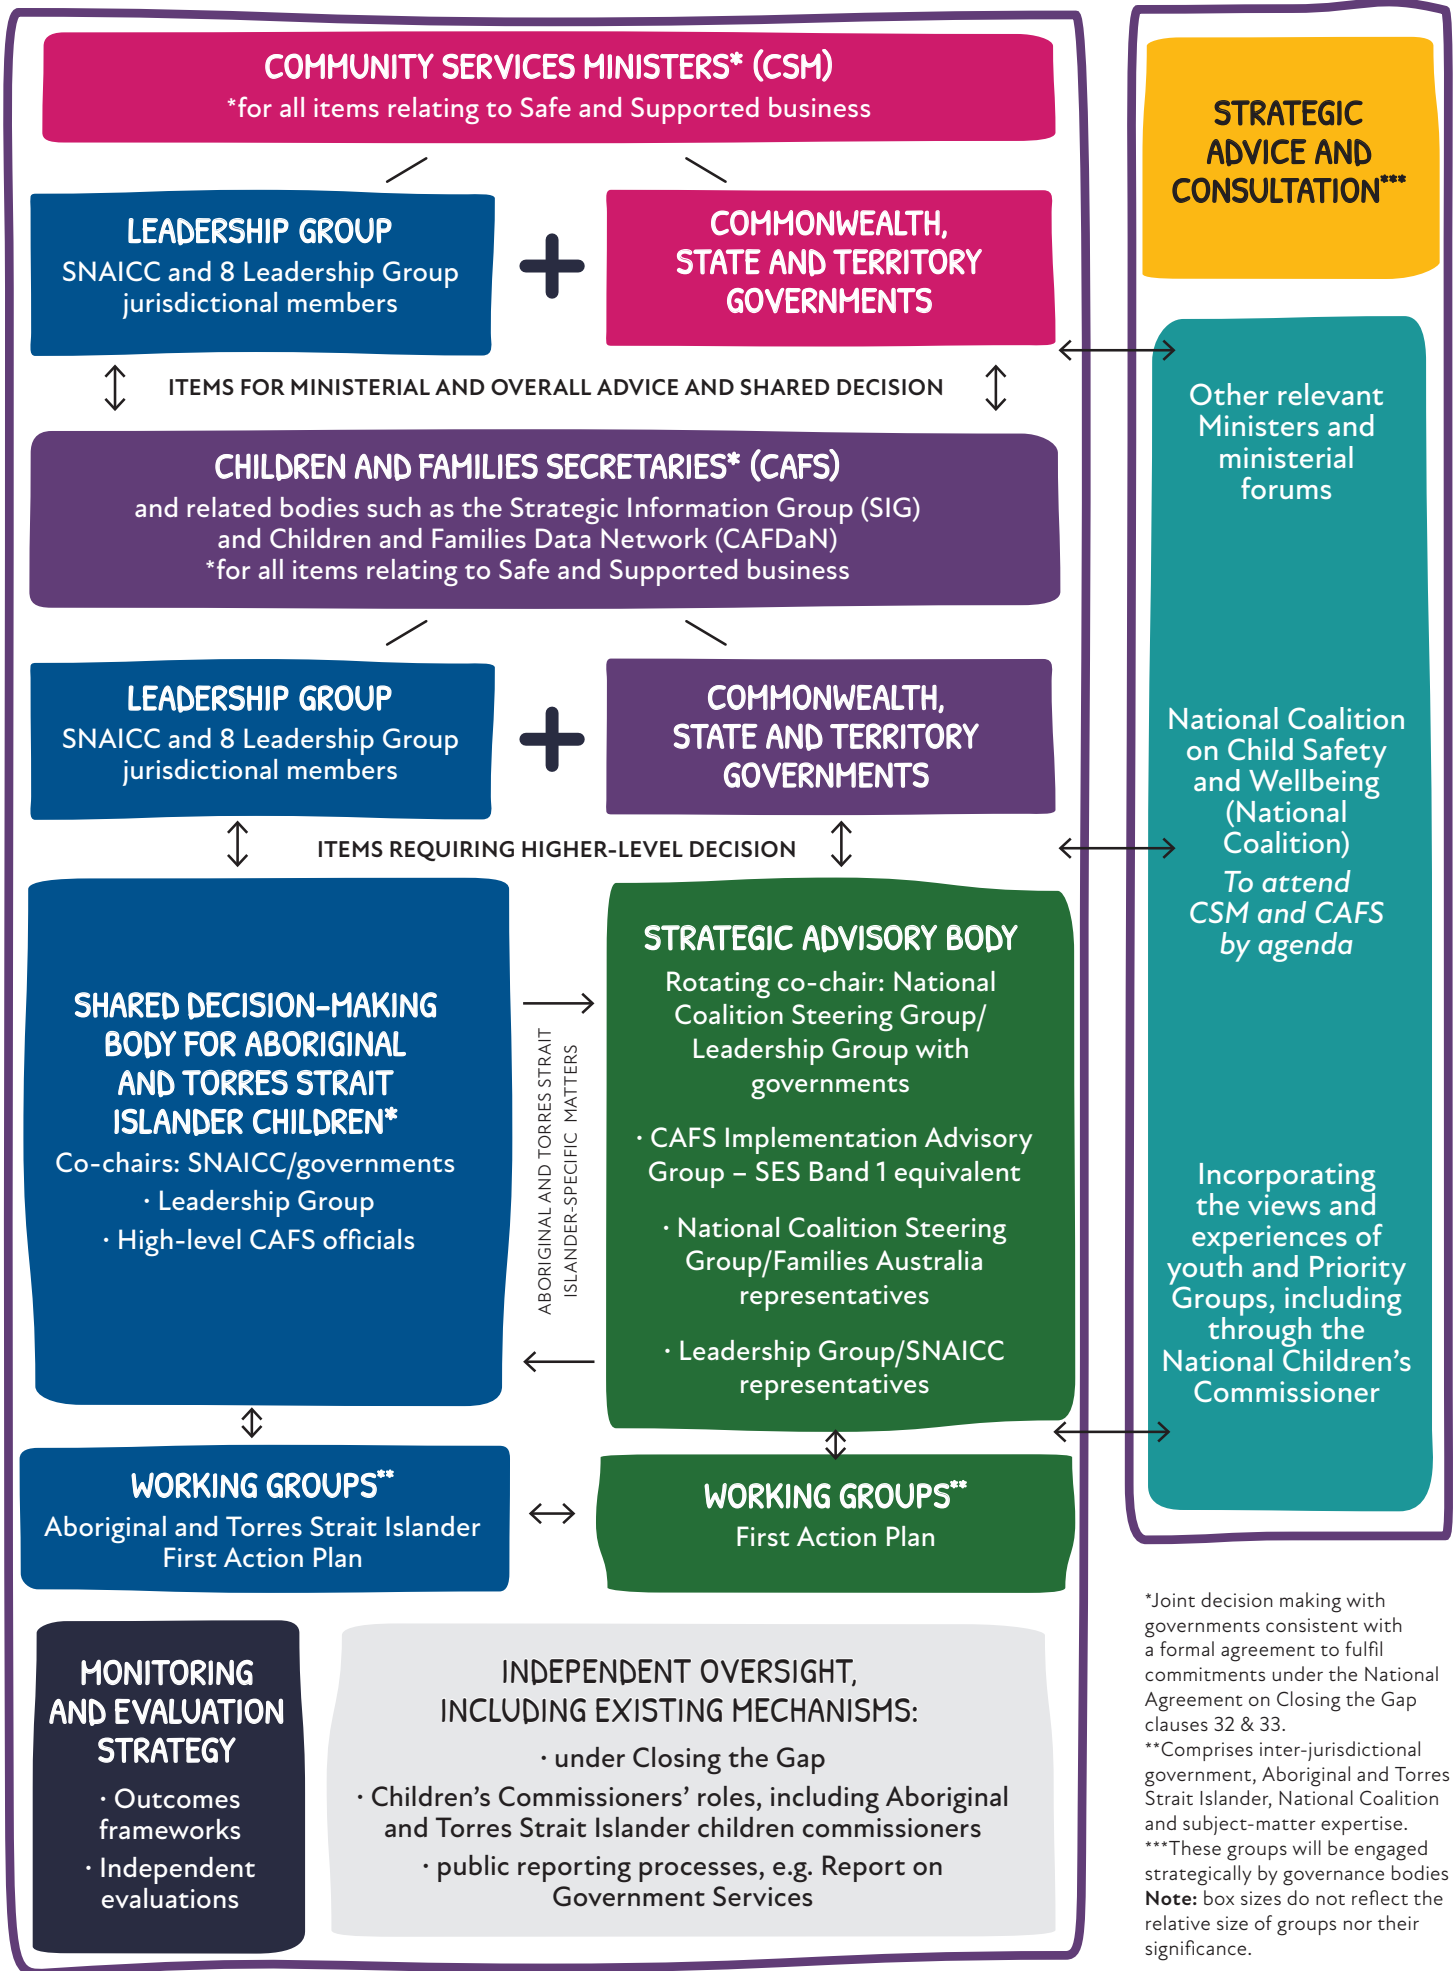 COMMUNITY SERVICES MINISTERS* (CSM)
*for all items relating to Safe and Supported business
LEADERSHIP GROUP
SNAICC and 8 Leadership Group
jurisdictional members
COMMONWEALTH,
STATE AND TERRITORY
GOVERNMENTS
ITEMS FOR MINISTERIAL AND OVERALL ADVICE AND SHARED DECISION
CHILDREN AND FAMILIES SECRETARIES* (CAFS)
and related bodies such as the Strategic Information Group (SIG)
and Children and Families Data Network (CAFDaN)
*for all items relating to Safe and Supported business
LEADERSHIP GROUP
SNAICC and 8 Leadership Group
jurisdictional members
COMMONWEALTH,
STATE AND TERRITORY
GOVERNMENTS
ITEMS REQUIRING HIGHER-LEVEL DECISION
SHARED DECISION-MAKING
BODY FOR ABORIGINAL
AND TORRES STRAIT
ISLANDER CHILDREN*
Co-chairs: SNAICC/governments
· Leadership Group
· High-level CAFS officials
ABORIGINAL AND TORRES STRAIT
ISLANDER-SPECIFIC MATTERS
STRATEGIC ADVISORY BODY
Rotating co-chair: National
Coalition Steering Group/
Leadership Group with
governments
· CAFS Implementation Advisory
Group – SES Band 1 equivalent
· National Coalition Steering
Group/Families Australia
representatives
· Leadership Group/SNAICC
representatives
WORKING GROUPS**
Aboriginal and Torres Strait Islander
First Action Plan
WORKING GROUPS**
First Action Plan
MONITORING
AND EVALUATION
STRATEGY
· Outcomes
frameworks
· Independent
evaluations
INDEPENDENT OVERSIGHT,
INCLUDING EXISTING MECHANISMS:
· under Closing the Gap
· Children's Commissioners' roles, including Aboriginal
and Torres Strait Islander children commissioners
· public reporting processes, e.g. Report on
Government Services
STRATEGIC
ADVICE AND
CONSULTATION***
Other relevant
Ministers and
ministerial
forums
National Coalition
on Child Safety
and Wellbeing
(National
Coalition)
To attend
CSM and CAFS
by agenda
Incorporating
the views and
experiences of
youth and Priority
Groups, including
through the
National Children's
Commissioner
*Joint decision making with
governments consistent with
a formal agreement to fulfil
commitments under the National
Agreement on Closing the Gap
clauses 32 & 33.
**Comprises inter-jurisdictional
government, Aboriginal and Torres
Strait Islander, National Coalition
and subject-matter expertise.
***These groups will be engaged
strategically by governance bodies
Note: box sizes do not reflect the
relative size of groups nor their
significance.